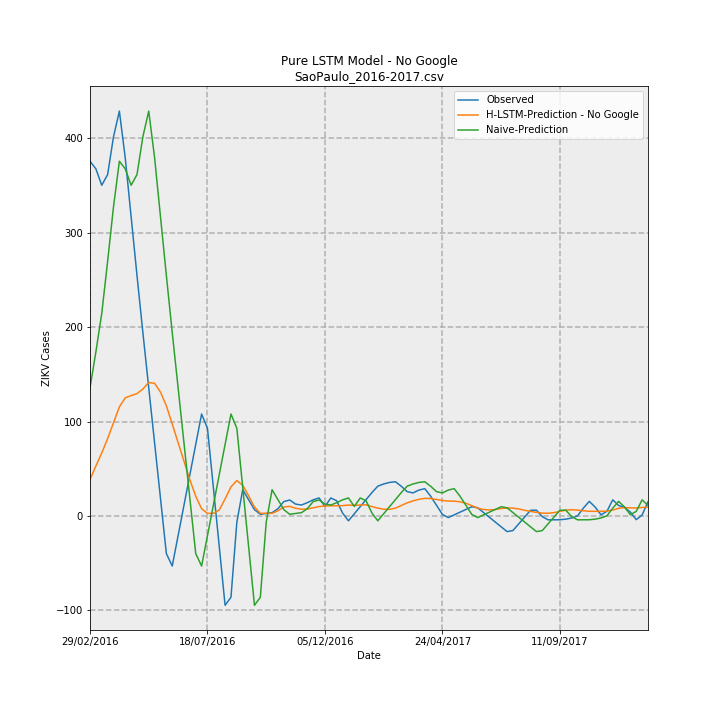 Pure LSTM Model - No Google
SaoPaulo_2016-2017.csv
Observed
H-LSTM-Prediction - No Google
Naive-Prediction
400
300
200
100
0
−100
ZIKV Cases
29/02/2016
18/07/2016
05/12/2016
24/04/2017
11/09/2017
Date